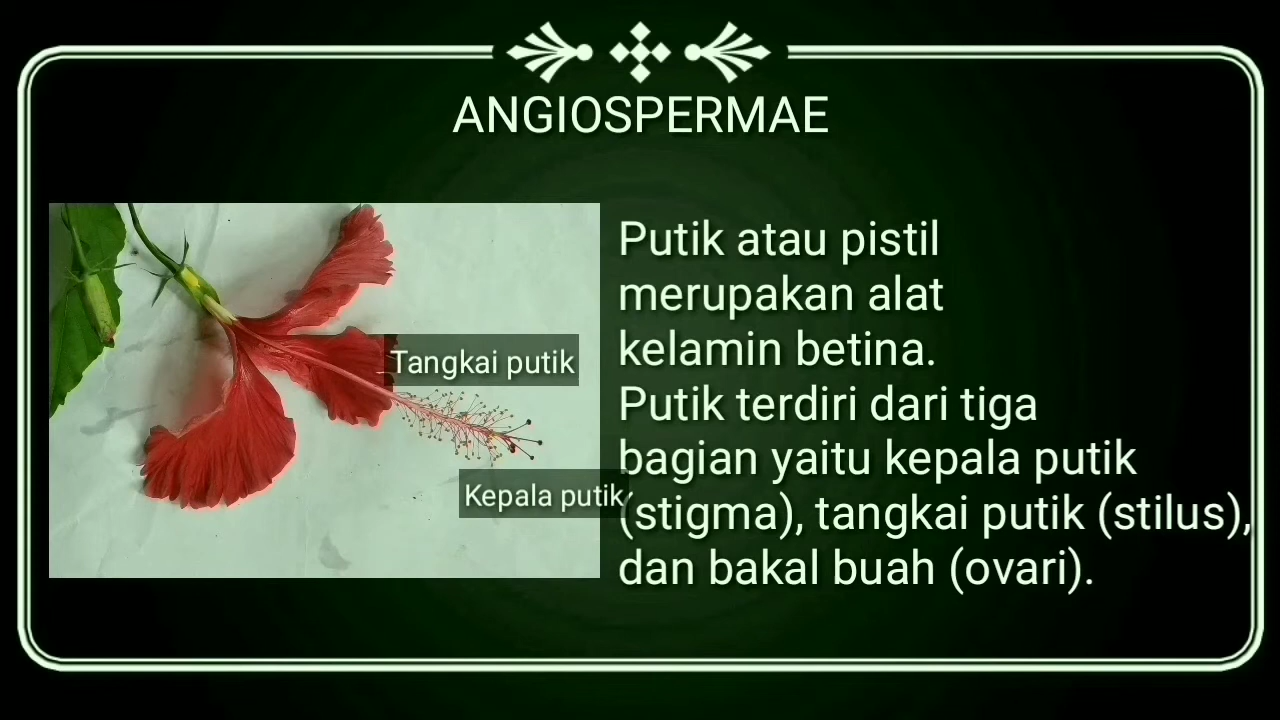 ANGIOSPERMAE
Tangkai putik
Kepala putik
Putik atau pistil
merupakan alat
kelamin betina.
Putik terdiri dari tiga
bagian yaitu kepala putik
(stigma), tangkai putik (stilus),
dan bakal buah (ovari).